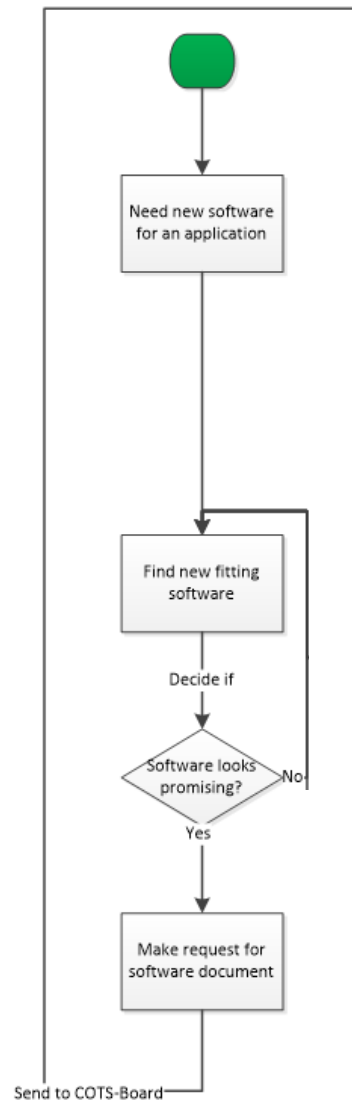 Need new software
for an application
Find new fitting
software
Decide if
Software looks
promising?
No
Yes
Make request for
software document
Send to COTS-Board